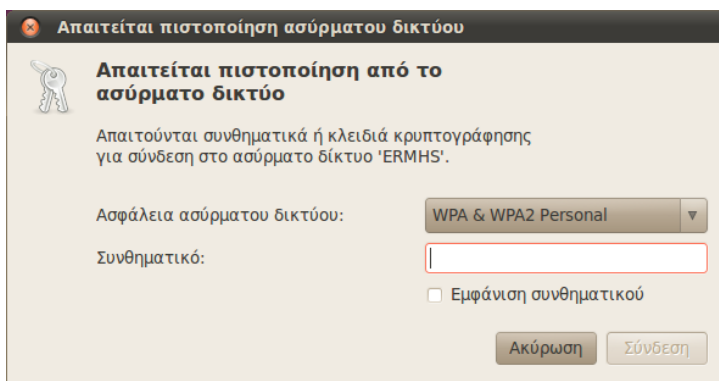 Απαιτείται πιστοποίηση ασύρματου δικτύου
Απαιτείται πιστοποίηση από το
ασύρματο δικτύο
Απαιτούνται συνθηματικά ή κλειδιά κρυπτογράφησης
για σύνδεση στο ασύρματο δίκτυο 'ERMHS'.
Ασφάλεια ασύρματου δικτύου: WPA & WPA2 Personal
Συνθηματικό:
Εμφάνιση συνθηματικού
Ακύρωση Σύνδεση